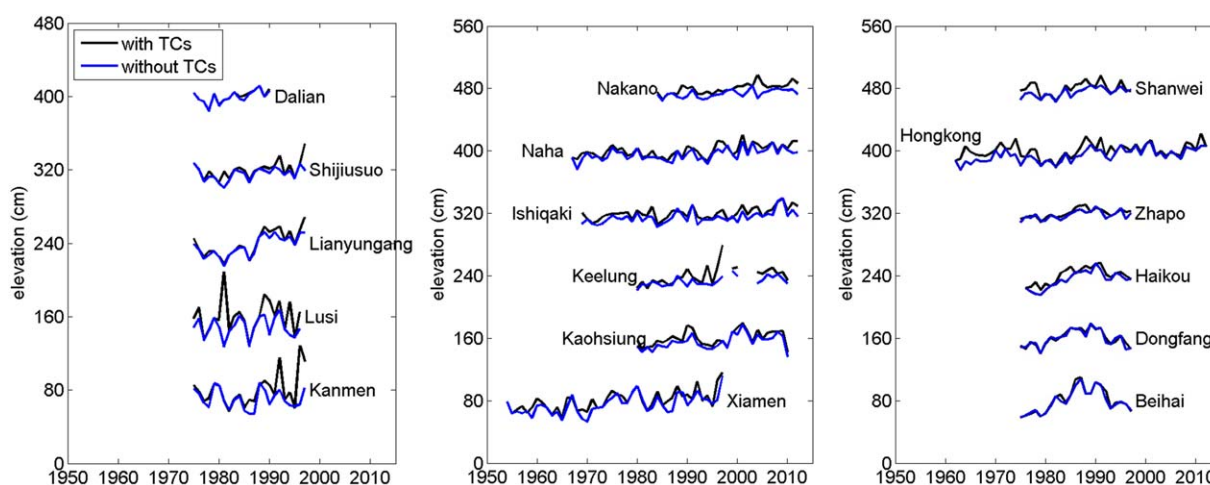 480
400
320
240
160
80
0
elevation (cm)
with TCs
without TCs
Dalian
Shijiusuo
Lianyungang
Lusi
Kanmen
1950 1960 1970 1980 1990 2000 2010
560
480
400
320
240
160
80
0
elevation (cm)
Nakano
Naha
Ishiqaki
Keelung
Kaohsiung
Xiamen
1950 1960 1970 1980 1990 2000 2010
560
480
400
320
240
160
80
0
elevation (cm)
Shanwei
Hongkong
Zhapo
Haikou
Dongfang
Beihai
1950 1960 1970 1980 1990 2000 2010